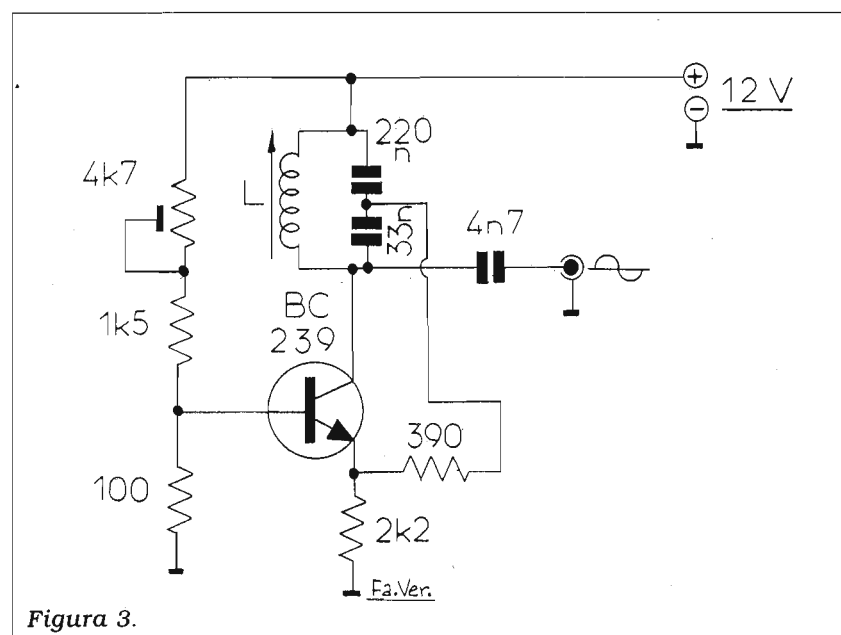 220
n
+
12 V
-
4k7
L
33n
4n7
1k5
BC
239
390
100
2k2
Fa.Ver.
Figura 3.